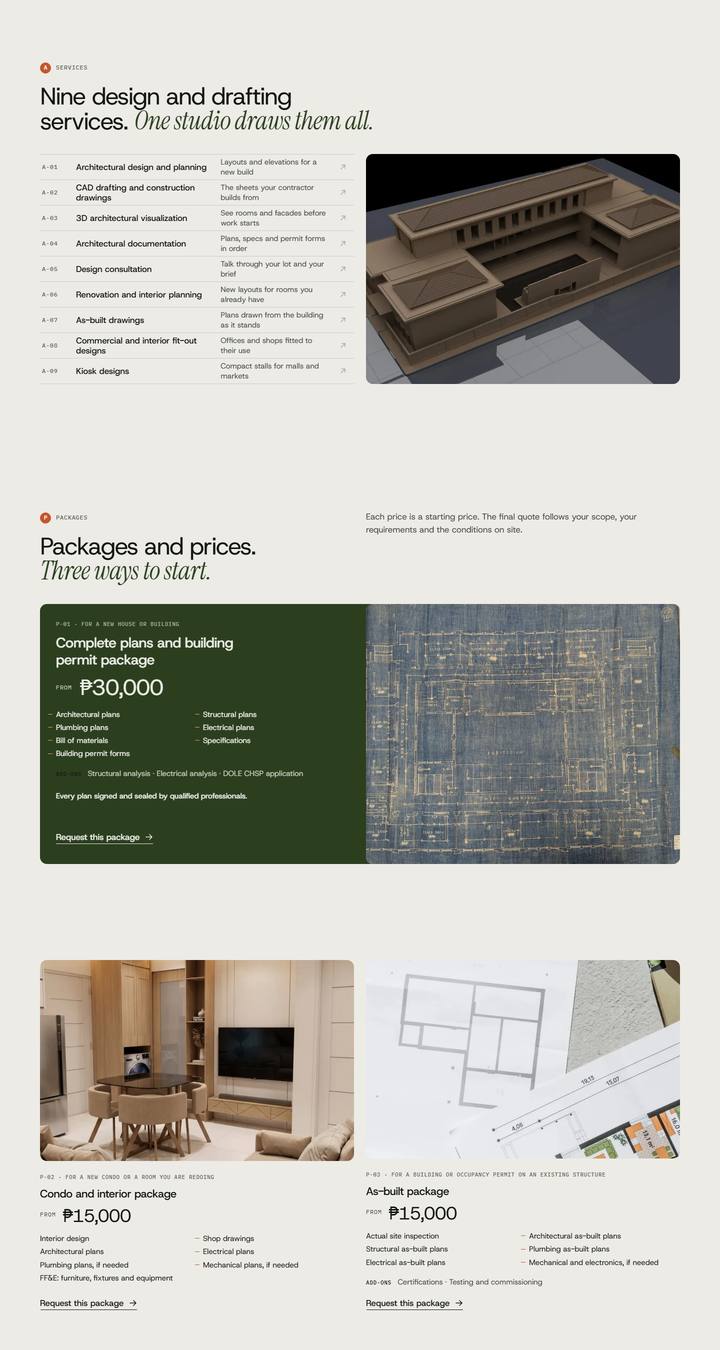 A SERVICES
Nine design and drafting
services. One studio draws them all.
A-01 Architectural design and planning Layouts and elevations for a
new build
A-02 CAD drafting and construction
drawings The sheets your contractor
builds from
A-03 3D architectural visualization See rooms and facades before
work starts
A-04 Architectural documentation Plans, specs and permit forms
in order
A-05 Design consultation Talk through your lot and your
brief
A-06 Renovation and interior planning New layouts for rooms you
already have
A-07 As-built drawings Plans drawn from the building
as it stands
A-08 Commercial and interior fit-out
designs Offices and shops fitted to
their use
A-09 Kiosk designs Compact stalls for malls and
markets
P PACKAGES
Each price is a starting price. The final quote follows your scope, your
requirements and the conditions on site.
Packages and prices.
Three ways to start.
P-01 · FOR A NEW HOUSE OR BUILDING
Complete plans and building
permit package
FROM ₱30,000
— Architectural plans — Structural plans
— Plumbing plans — Electrical plans
— Bill of materials — Specifications
— Building permit forms
ADD-ONS Structural analysis · Electrical analysis · DOLE CHSP application
Every plan signed and sealed by qualified professionals.
Request this package →
P-02 · FOR A NEW CONDO OR A ROOM YOU ARE REDOING
Condo and interior package
FROM ₱15,000
Interior design — Shop drawings
Architectural plans — Electrical plans
Plumbing plans, if needed — Mechanical plans, if needed
FF&E: furniture, fixtures and equipment
Request this package →
19,13
13,07
4,06
13,1 m²
P-03 · FOR A BUILDING OR OCCUPANCY PERMIT ON AN EXISTING STRUCTURE
As-built package
FROM ₱15,000
Actual site inspection — Architectural as-built plans
Structural as-built plans — Plumbing as-built plans
Electrical as-built plans — Mechanical and electronics, if needed
ADD-ONS Certifications · Testing and commissioning
Request this package →